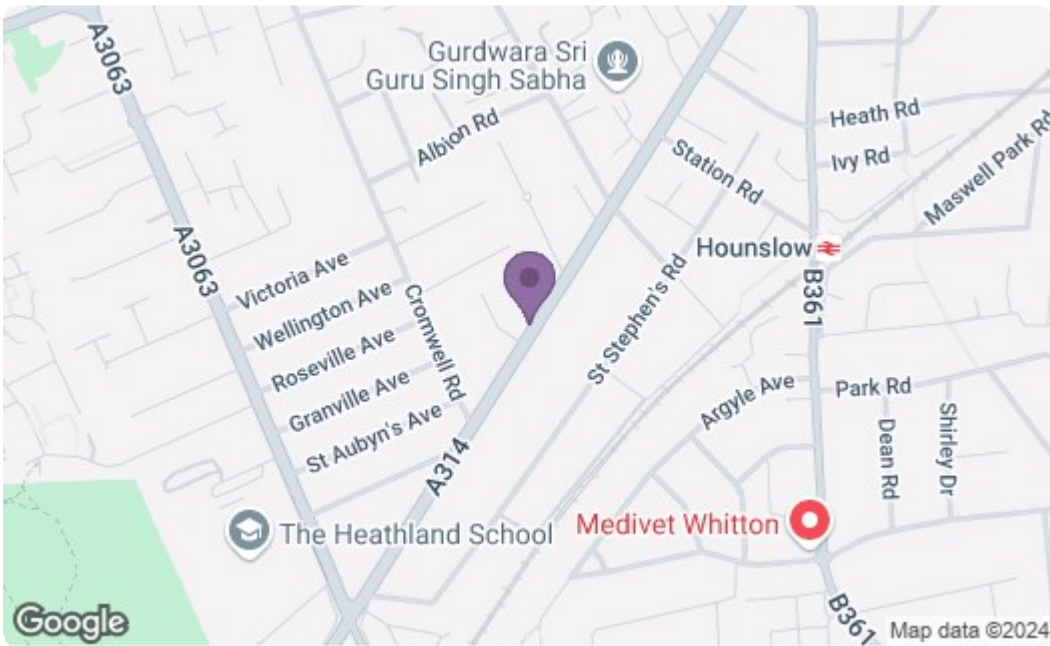 A3063
Gurdwara Sri
Guru Singh Sabha
Albion Rd
Heath Rd
Station Rd
Ivy Rd
Maswell Park Rd
A3063
Victoria Ave
Hounslow
B361
Wellington Ave
Cromwell Rd
St Stephen's Rd
Roseville Ave
Granville Ave
Argyle Ave
Park Rd
St Aubyn's Ave
Dean Rd
Shirley Dr
A314
The Heathland School
Medivet Whitton
B361
Google
Map data ©2024